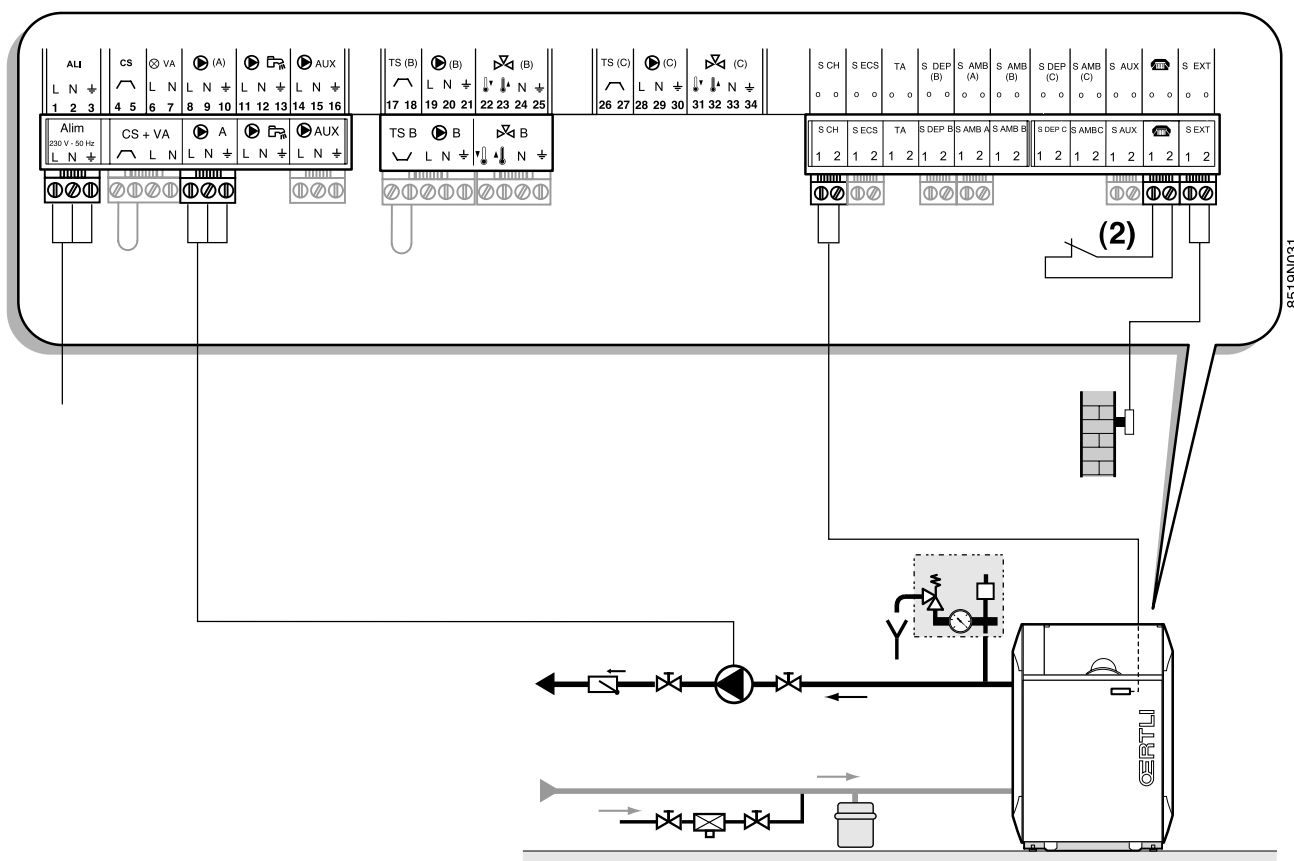 ALI CS VA (A) AUX TS (B) (B) (B) TS (C) (C) (C) S CH S ECS TA S DEP (B) S AMB (A) S AMB (B) S DEP (C) S AMB (C) S AUX S EXT
L N L N L N L N L N L N N L N N
1 2 3 4 5 6 7 8 9 10 11 12 13 14 15 16 17 18 19 20 21 22 23 24 25 26 27 28 29 30 31 32 33 34
Alim CS + VA A AUX TS B B B S CH S ECS TA S DEP B S AMB A S AMB B S DEP C S AMBC S AUX S EXT
230 V - 50 Hz
L N L N L N L N L N L N N 1 2 1 2 1 2 1 2 1 2 1 2 1 2 1 2 1 2 1 2 1 2
(2)
8519N031
OERTLI